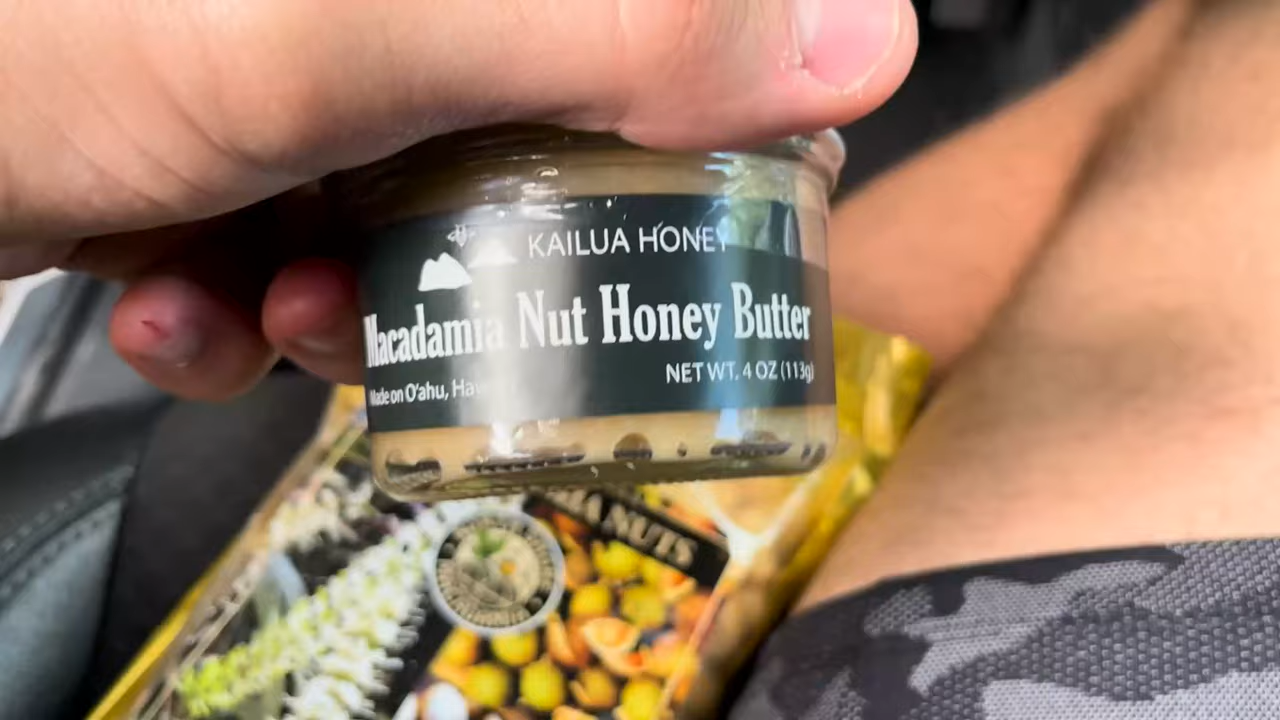 KAILUA HONEY
Macadamia Nut Honey Butter
NET WT. 4 OZ (113g)
Made on O'ahu,
NUTS